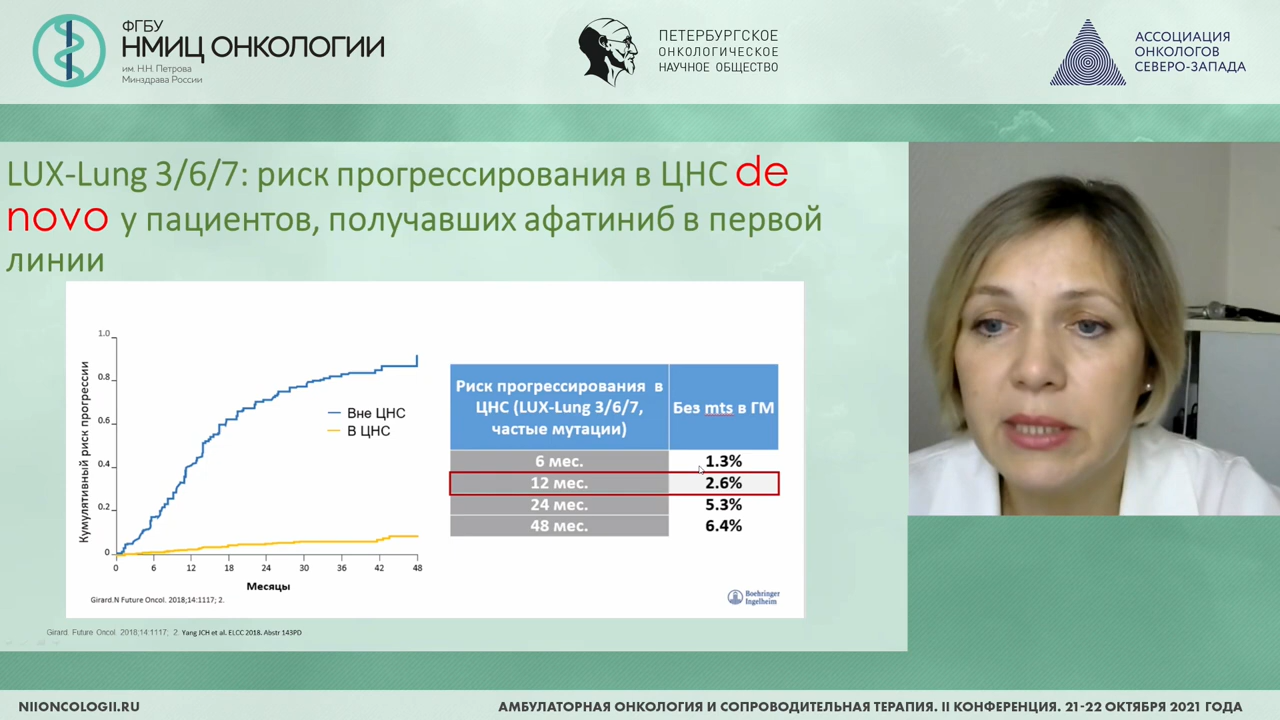 ФГБУ
НМИЦ ОНКОЛОГИИ
им. Н.Н. Петрова
Минздрава России
ПЕТЕРБУРГСКОЕ
ОНКОЛОГИЧЕСКОЕ
НАУЧНОЕ ОБЩЕСТВО
АССОЦИАЦИЯ
ОНКОЛОГОВ
СЕВЕРО-ЗАПАДА
LUX-Lung 3/6/7: риск прогрессирования в ЦНС de
novo у пациентов, получавших афатиниб в первой
линии
Кумулятивный риск прогрессии
1.0
0.8
0.6
0.4
0.2
0
0 6 12 18 24 30 36 42 48
Месяцы
Вне ЦНС
В ЦНС
Риск прогрессирования в
ЦНС (LUX-Lung 3/6/7,
частые мутации)
Без mts в ГМ
6 мес. 1.3%
12 мес. 2.6%
24 мес. 5.3%
48 мес. 6.4%
Girard.N Future Oncol. 2018;14:1117; 2.
Boehringer
Ingelheim
Girard. Future Oncol 2018;14:1117; 2. Yang JCH et al. ELCC 2018. Abstr 143PD
NIIONCOLOGII.RU
АМБУЛАТОРНАЯ ОНКОЛОГИЯ И СОПРОВОДИТЕЛЬНАЯ ТЕРАПИЯ. II КОНФЕРЕНЦИЯ. 21-22 ОКТЯБРЯ 2021 ГОДА